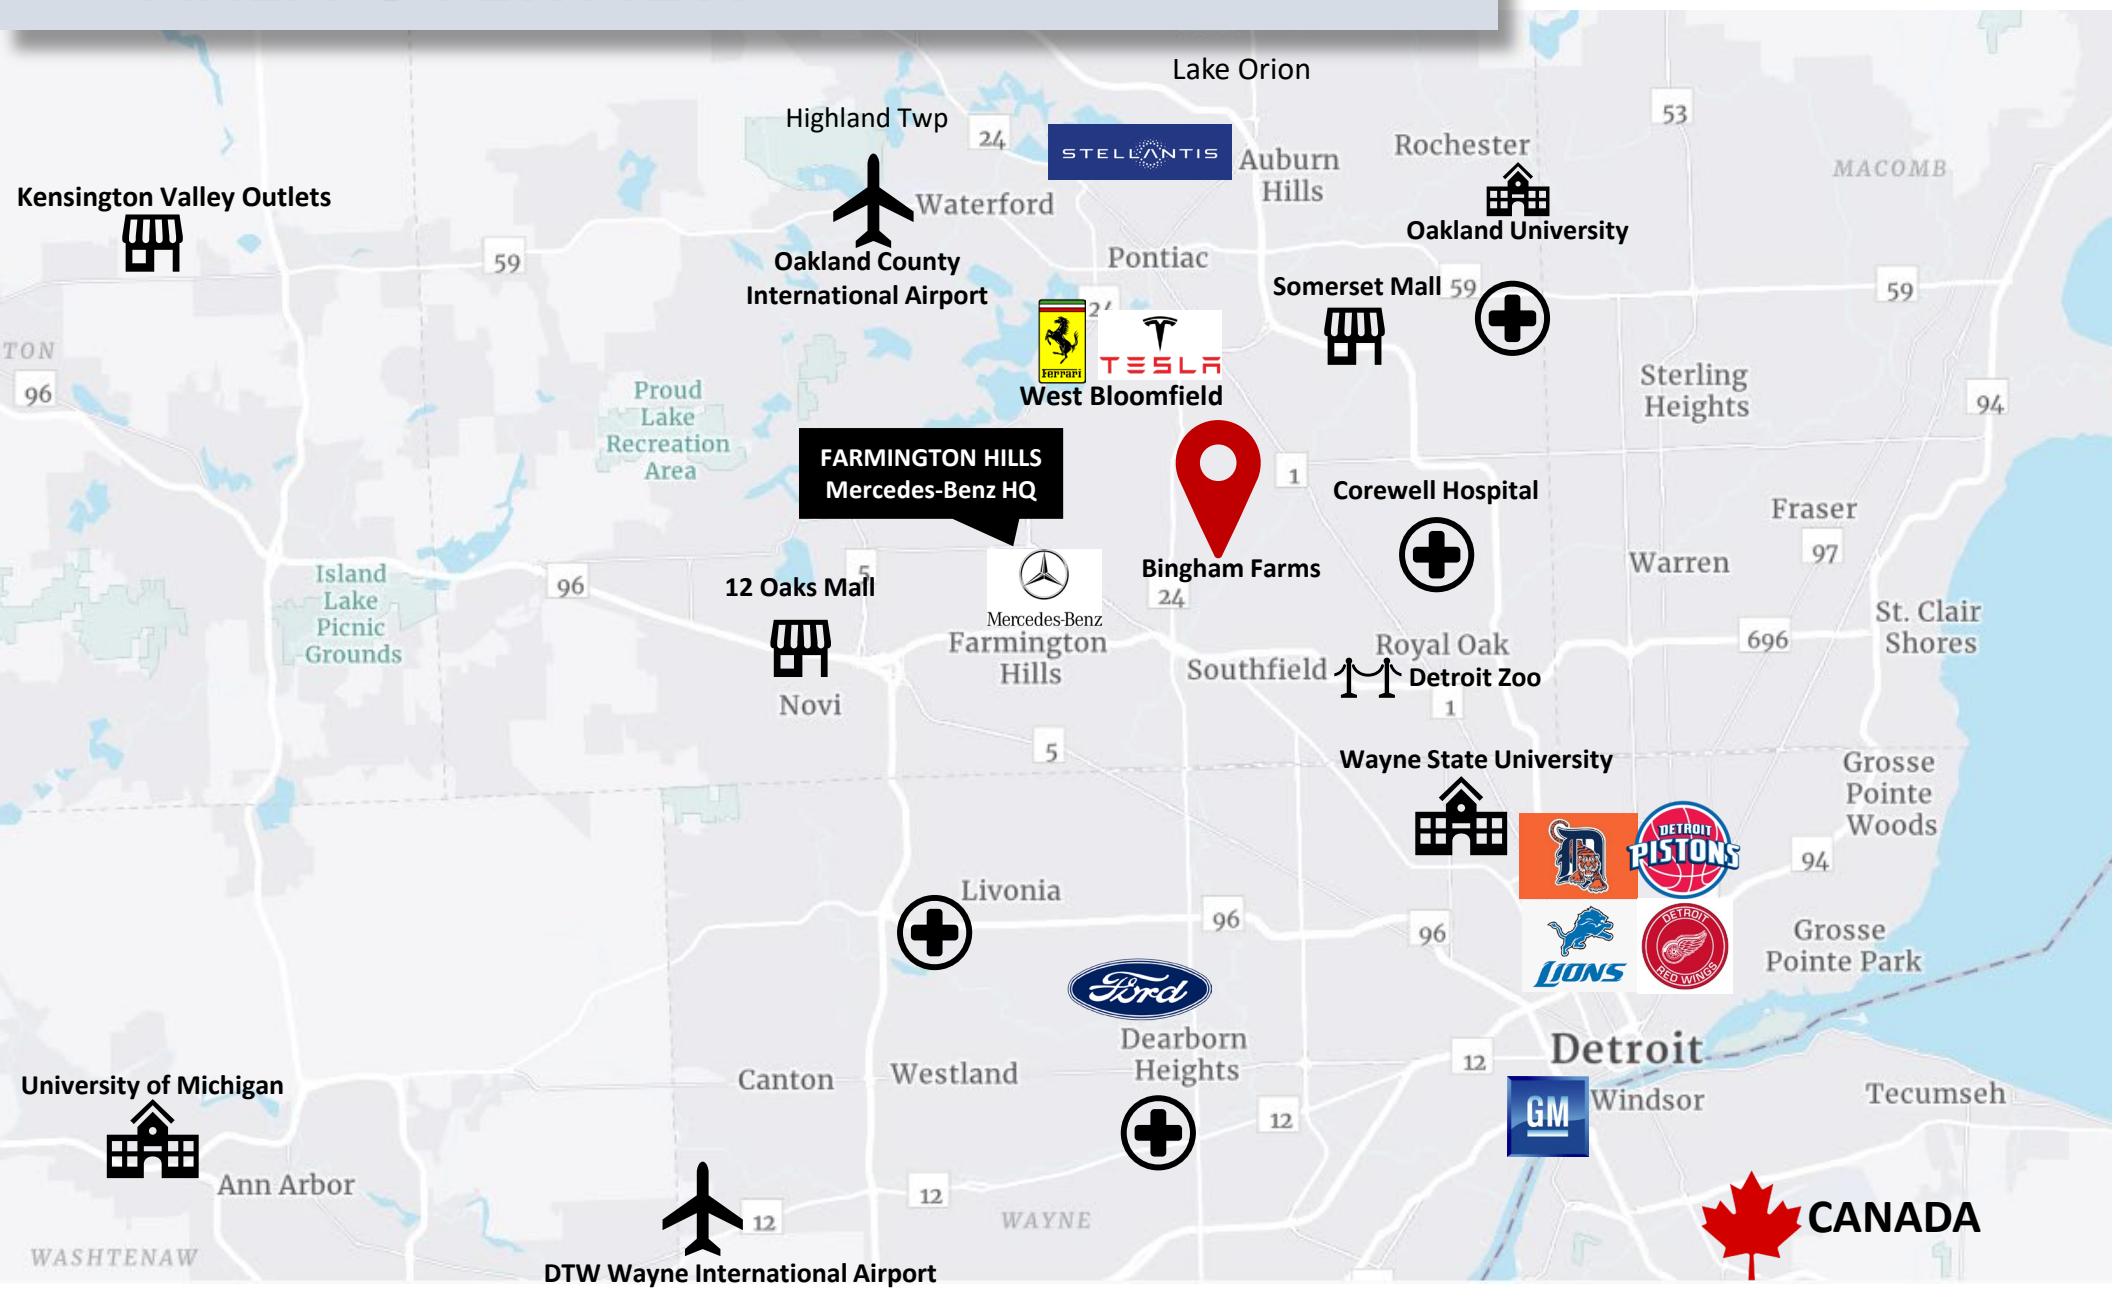 Lake Orion
Highland Twp
24
53
STELLANTIS
Auburn
Hills
Rochester
MACOMB
Kensington Valley Outlets
Waterford
Oakland University
59
Oakland County
International Airport
Pontiac
Somerset Mall
59
59
24
Ferrari
TESLA
West Bloomfield
TON
96
Proud
Lake
Recreation
Area
Sterling
Heights
94
FARMINGTON HILLS
Mercedes-Benz HQ
1
Corewell Hospital
Fraser
97
Warren
Bingham Farms
24
Island
Lake
Picnic
Grounds
96
5
12 Oaks Mall
Mercedes-Benz
Farmington
Hills
Novi
Southfield
Royal Oak
Detroit Zoo
1
696
St. Clair
Shores
5
Wayne State University
Grosse
Pointe
Woods
94
DETROIT
PISTONS
Livonia
96
96
LIONS
DETROIT
RED WINGS
Grosse
Pointe Park
Ford
Dearborn
Heights
Canton
Westland
12
Detroit
GM
Windsor
Tecumseh
12
University of Michigan
Ann Arbor
12
12
WAYNE
WASHTENAW
DTW Wayne International Airport
CANADA